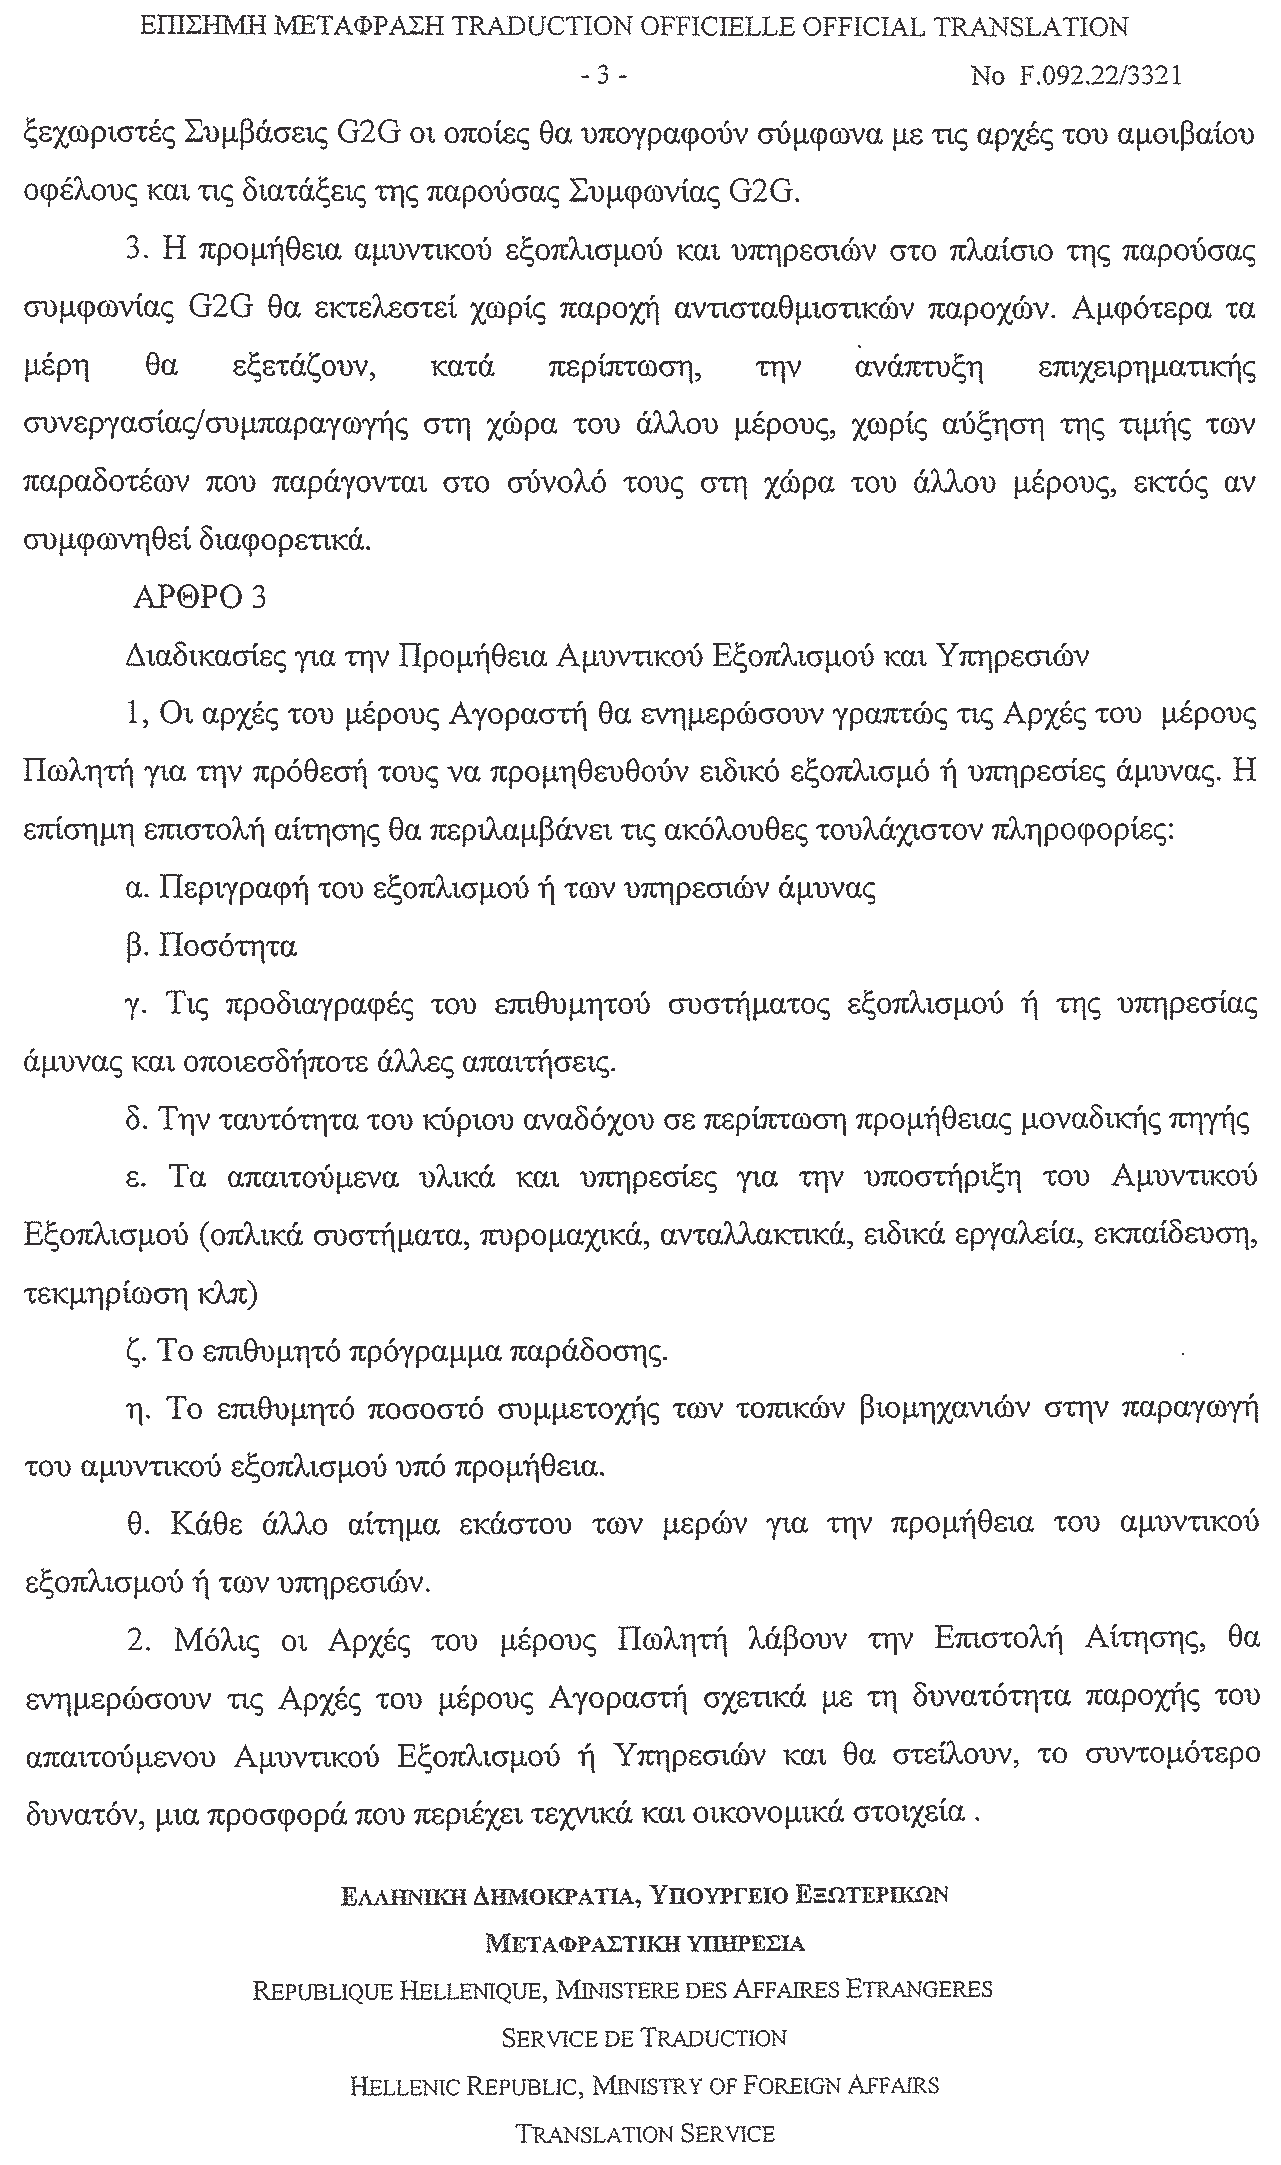 ΕΠΙΣΗΜΗ ΜΕΤΑΦΡΑΣΗ TRADUCTION OFFICIELLE OFFICIAL TRANSLATION
- 3 -
No F.092.22/3321
ξεχωριστές Συμβάσεις G2G οι οποίες θα υπογραφούν σύμφωνα με τις αρχές του αμοιβαίου
οφέλους και τις διατάξεις της παρούσας Συμφωνίας G2G.
3. Η προμήθεια αμυντικού εξοπλισμού και υπηρεσιών στο πλαίσιο της παρούσας
συμφωνίας G2G θα εκτελεστεί χωρίς παροχή αντισταθμιστικών παροχών. Αμφότερα τα
μέρη θα εξετάζουν, κατά περίπτωση, την ανάπτυξη επιχειρηματικής
συνεργασίας/συμπαραγωγής στη χώρα του άλλου μέρους, χωρίς αύξηση της τιμής των
παραδοτέων που παράγονται στο σύνολό τους στη χώρα του άλλου μέρους, εκτός αν
συμφωνηθεί διαφορετικά.
ΑΡΘΡΟ 3
Διαδικασίες για την Προμήθεια Αμυντικού Εξοπλισμού και Υπηρεσιών
1, Οι αρχές του μέρους Αγοραστή θα ενημερώσουν γραπτώς τις Αρχές του μέρους
Πωλητή για την πρόθεσή τους να προμηθευθούν ειδικό εξοπλισμό ή υπηρεσίες άμυνας. Η
επίσημη επιστολή αίτησης θα περιλαμβάνει τις ακόλουθες τουλάχιστον πληροφορίες:
α. Περιγραφή του εξοπλισμού ή των υπηρεσιών άμυνας
β. Ποσότητα
γ. Τις προδιαγραφές του επιθυμητού συστήματος εξοπλισμού ή της υπηρεσίας
άμυνας και οποιεσδήποτε άλλες απαιτήσεις.
δ. Την ταυτότητα του κύριου αναδόχου σε περίπτωση προμήθειας μοναδικής πηγής
ε. Τα απαιτούμενα υλικά και υπηρεσίες για την υποστήριξη του Αμυντικού
Εξοπλισμού (οπλικά συστήματα, πυρομαχικά, ανταλλακτικά, ειδικά εργαλεία, εκπαίδευση,
τεκμηρίωση κλπ)
ζ. Το επιθυμητό πρόγραμμα παράδοσης.
η. Το επιθυμητό ποσοστό συμμετοχής των τοπικών βιομηχανιών στην παραγωγή
του αμυντικού εξοπλισμού υπό προμήθεια.
θ. Κάθε άλλο αίτημα εκάστου των μερών για την προμήθεια του αμυντικού
εξοπλισμού ή των υπηρεσιών.
2. Μόλις οι Αρχές του μέρους Πωλητή λάβουν την Επιστολή Αίτησης, θα
ενημερώσουν τις Αρχές του μέρους Αγοραστή σχετικά με τη δυνατότητα παροχής του
απαιτούμενου Αμυντικού Εξοπλισμού ή Υπηρεσιών και θα στείλουν, το συντομότερο
δυνατόν, μια προσφορά που περιέχει τεχνικά και οικονομικά στοιχεία .
ΕΛΛΗΝΙΚΗ ΔΗΜΟΚΡΑΤΙΑ, ΥΠΟΥΡΓΕΙΟ ΕΞΩΤΕΡΙΚΩΝ
ΜΕΤΑΦΡΑΣΤΙΚΗ ΥΠΗΡΕΣΙΑ
REPUBLIQUE HELLENIQUE, MINISTERE DES AFFAIRES ETRANGERES
SERVICE DE TRADUCTION
HELLENIC REPUBLIC, MINISTRY OF FOREIGN AFFAIRS
TRANSLATION SERVICE